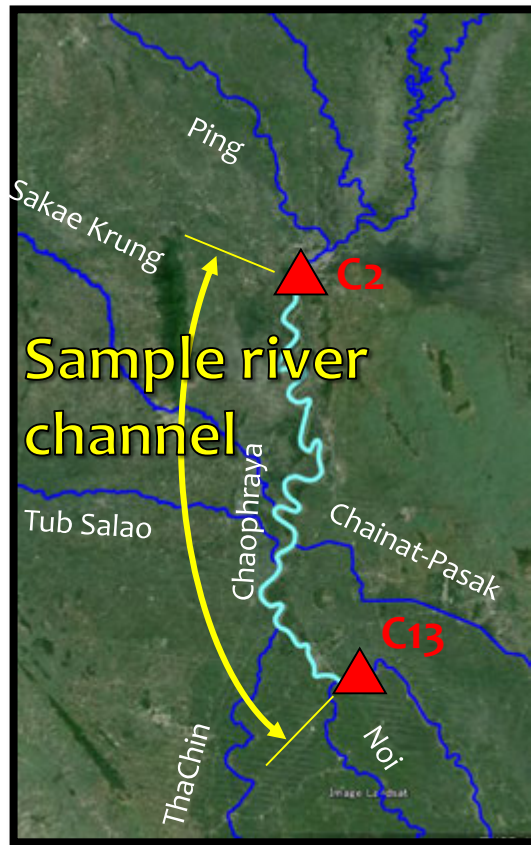 Ping
Sakae Krung
C2
Sample river
channel
Chaophraya
Tub Salao
Chainat-Pasak
C13
ThaChin
Noi
Image Landsat